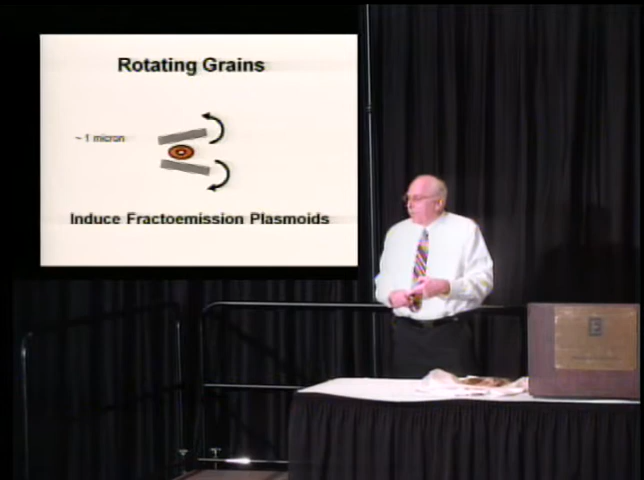 Rotating Grains
~ 1 micron
Induce Fractoemission Plasmoids